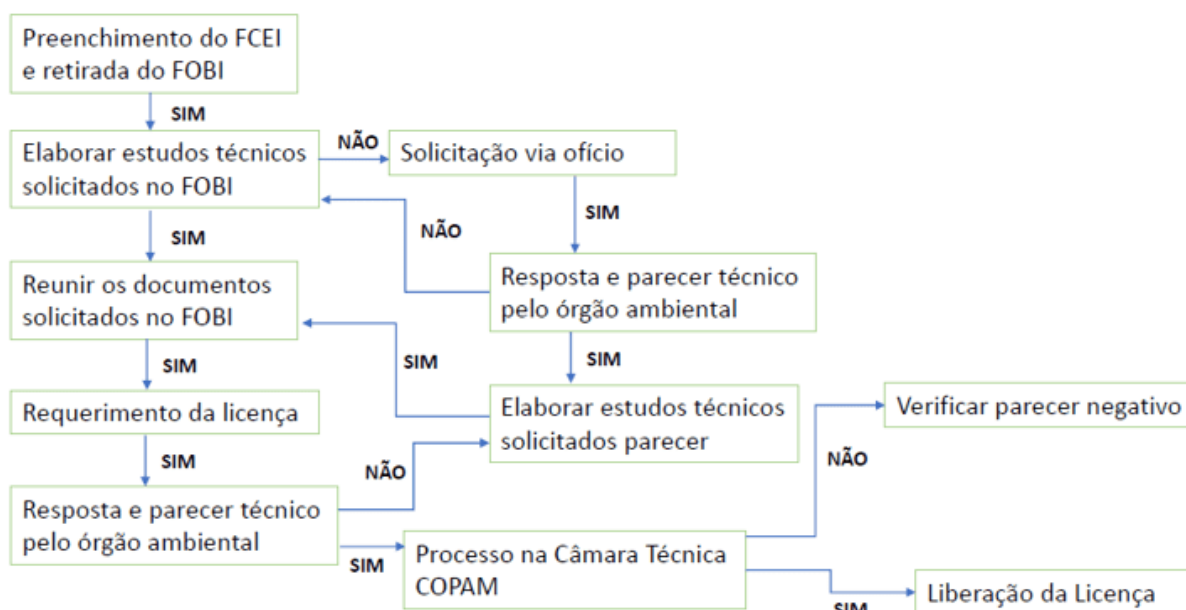 Preenchimento do FCEI
e retirada do FOBI
SIM
Elaborar estudos técnicos
solicitados no FOBI
NÃO
Solicitação via ofício
SIM
NÃO
SIM
Resposta e parecer técnico
pelo órgão ambiental
Reunir os documentos
solicitados no FOBI
SIM
SIM
SIM
Elaborar estudos técnicos
solicitados parecer
Verificar parecer negativo
Requerimento da licença
SIM
NÃO
NÃO
Resposta e parecer técnico
pelo órgão ambiental
SIM
Processo na Câmara Técnica
COPAM
Liberação da Licença
SIM